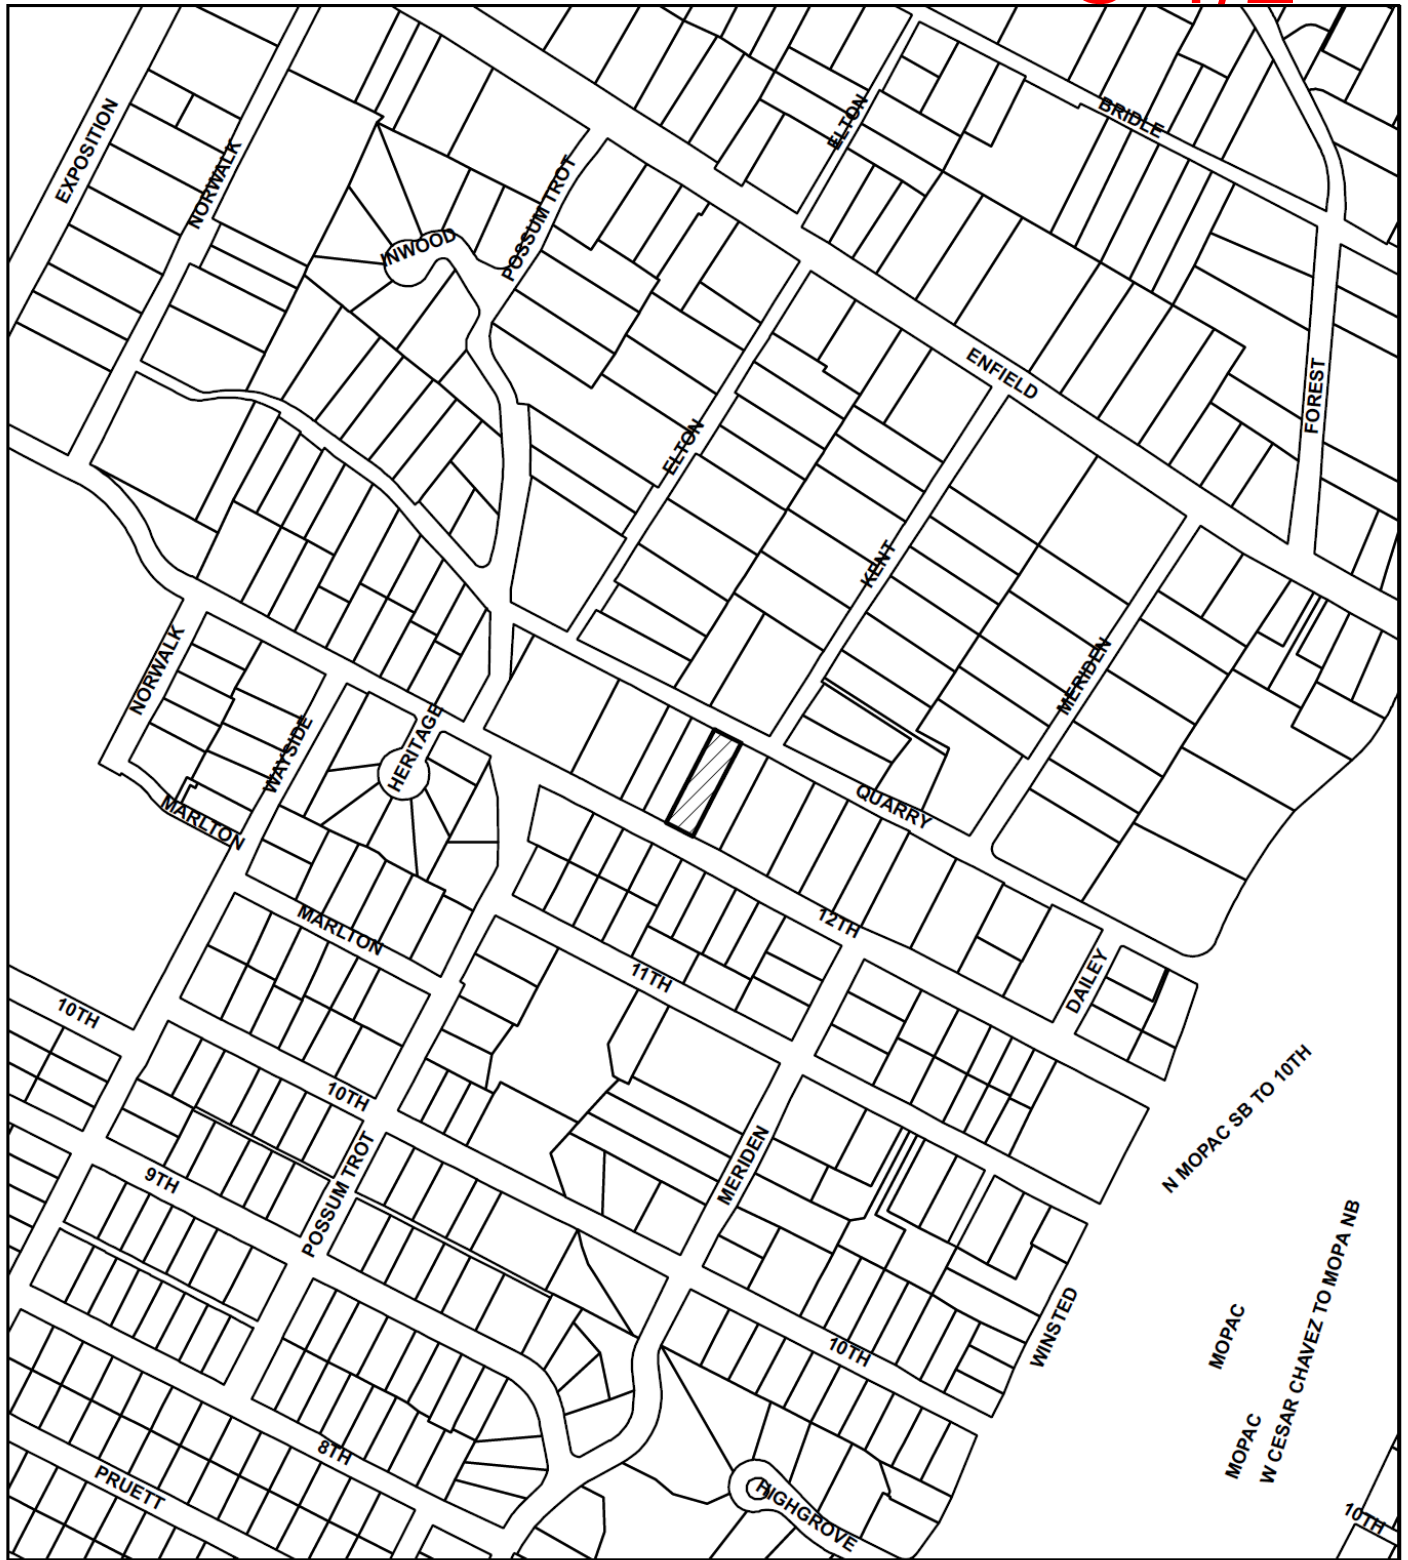 BRIDLE
ELTON
EXPOSITION
NORWALK
POSSUM TROT
INWOOD
ENFIELD
FOREST
ELTON
KENT
MERIDEN
NORWALK
HERITAGE
WAYSIDE
MARLTON
QUARRY
12TH
MARLTON
11TH
DAILEY
10TH
10TH
N MOPAC SB TO 10TH
MERIDEN
9TH
POSSUM TROT
WINSTED
MOPAC
W CESAR CHAVEZ TO MOPA NB
10TH
8TH
MOPAC
PRUETT
HIGHGROVE
10TH